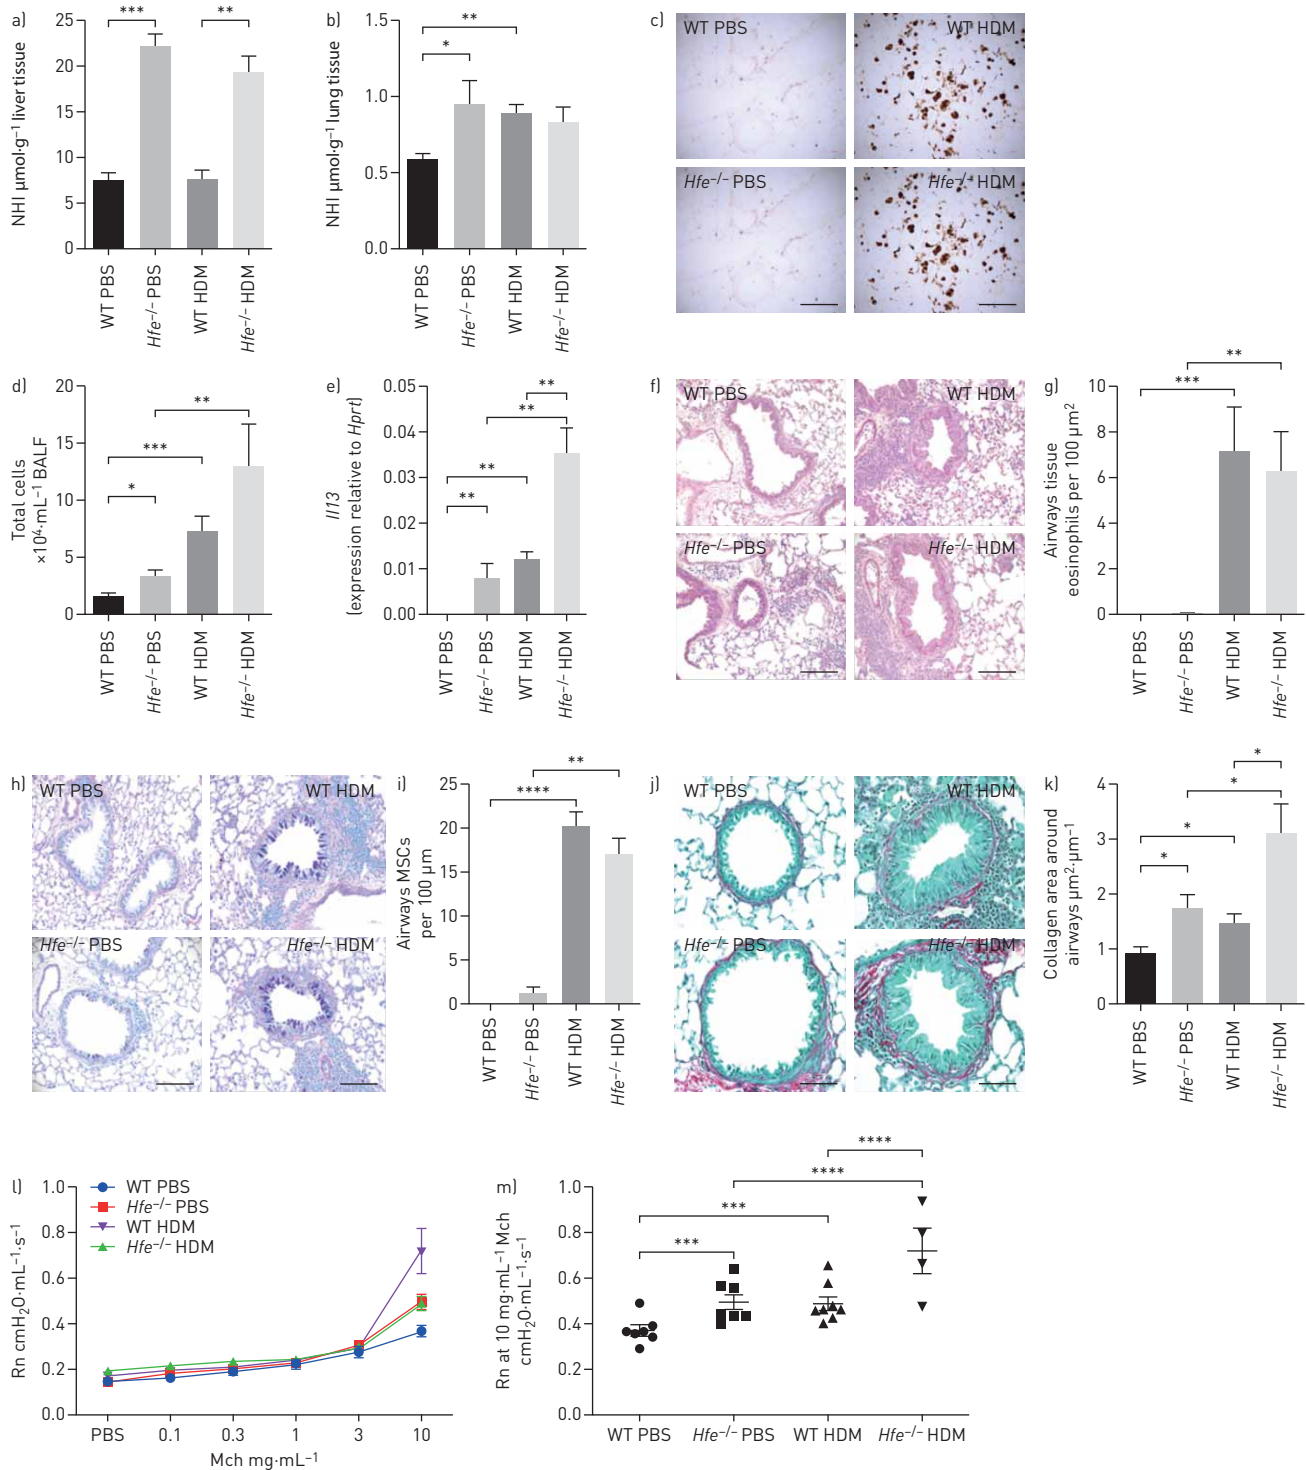 a)
NHI µmol·g⁻¹ liver tissue
25
20
15
10
5
0
***
**
WT PBS
Hfe⁻/⁻ PBS
WT HDM
Hfe⁻/⁻ HDM
b)
NHI µmol·g⁻¹ lung tissue
1.5
1.0
0.5
0.0
**
*
WT PBS
Hfe⁻/⁻ PBS
WT HDM
Hfe⁻/⁻ HDM
c)
WT PBS
WT HDM
Hfe⁻/⁻ PBS
Hfe⁻/⁻ HDM
d)
Total cells
×10⁴·mL⁻¹ BALF
20
15
10
5
0
**
***
*
WT PBS
Hfe⁻/⁻ PBS
WT HDM
Hfe⁻/⁻ HDM
e)
Il13
(expression relative to Hprt)
0.05
0.04
0.03
0.02
0.01
0.00
**
**
**
**
WT PBS
Hfe⁻/⁻ PBS
WT HDM
Hfe⁻/⁻ HDM
f)
WT PBS
WT HDM
Hfe⁻/⁻ PBS
Hfe⁻/⁻ HDM
g)
Airways tissue
eosinophils per 100 µm²
10
8
6
4
2
0
**
***
WT PBS
Hfe⁻/⁻ PBS
WT HDM
Hfe⁻/⁻ HDM
h)
WT PBS
WT HDM
Hfe⁻/⁻ PBS
Hfe⁻/⁻ HDM
i)
Airways MSCs
per 100 µm
25
20
15
10
5
0
**
****
WT PBS
Hfe⁻/⁻ PBS
WT HDM
Hfe⁻/⁻ HDM
j)
WT PBS
WT HDM
Hfe⁻/⁻ PBS
Hfe⁻/⁻ HDM
k)
Collagen area around
airways µm²·µm⁻¹
4
3
2
1
0
*
*
*
*
WT PBS
Hfe⁻/⁻ PBS
WT HDM
Hfe⁻/⁻ HDM
l)
Rn cmH₂O·mL⁻¹·s⁻¹
1.0
0.8
0.6
0.4
0.2
0.0
WT PBS
Hfe⁻/⁻ PBS
WT HDM
Hfe⁻/⁻ HDM
PBS 0.1 0.3 1 3 10
Mch mg·mL⁻¹
m)
Rn at 10 mg·mL⁻¹ Mch
cmH₂O·mL⁻¹·s⁻¹
1.0
0.8
0.6
0.4
0.2
0.0
****
****
***
***
WT PBS Hfe⁻/⁻ PBS WT HDM Hfe⁻/⁻ HDM